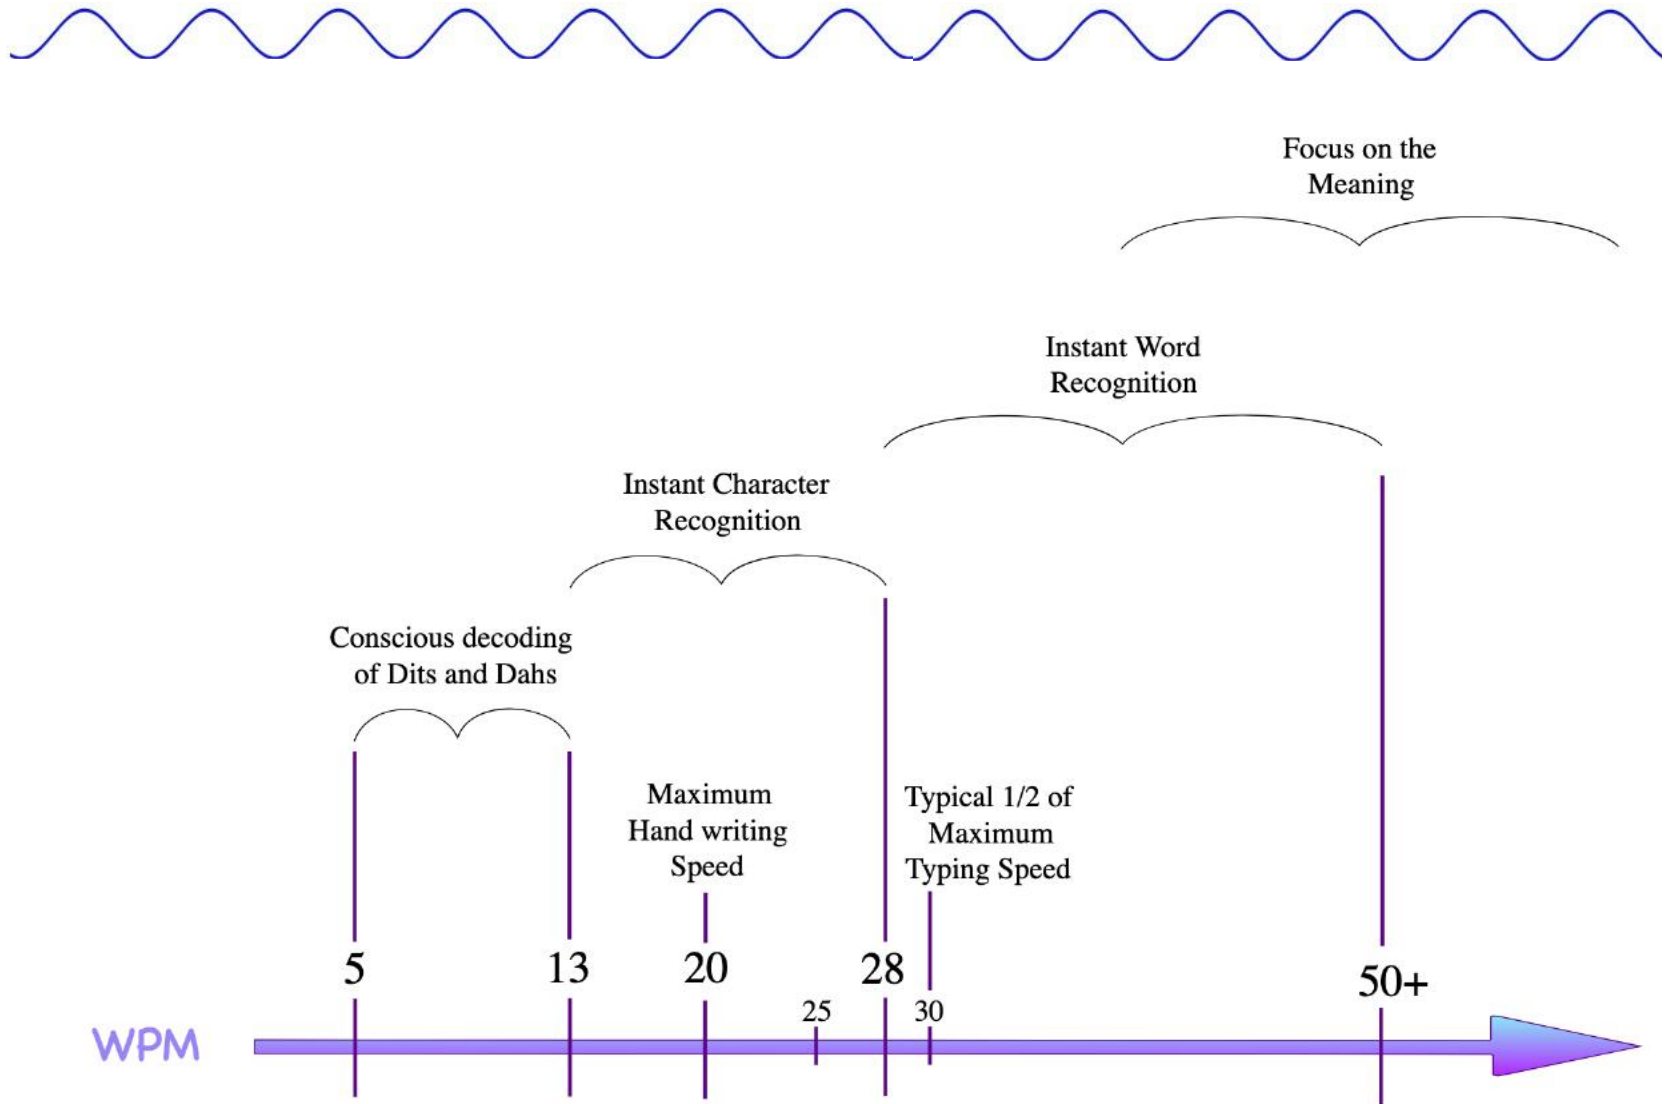 Focus on the
Meaning
Instant Word
Recognition
Instant Character
Recognition
Conscious decoding
of Dits and Dahs
Maximum
Hand writing
Speed
Typical 1/2 of
Maximum
Typing Speed
5
13
20
25
28
30
50+
WPM